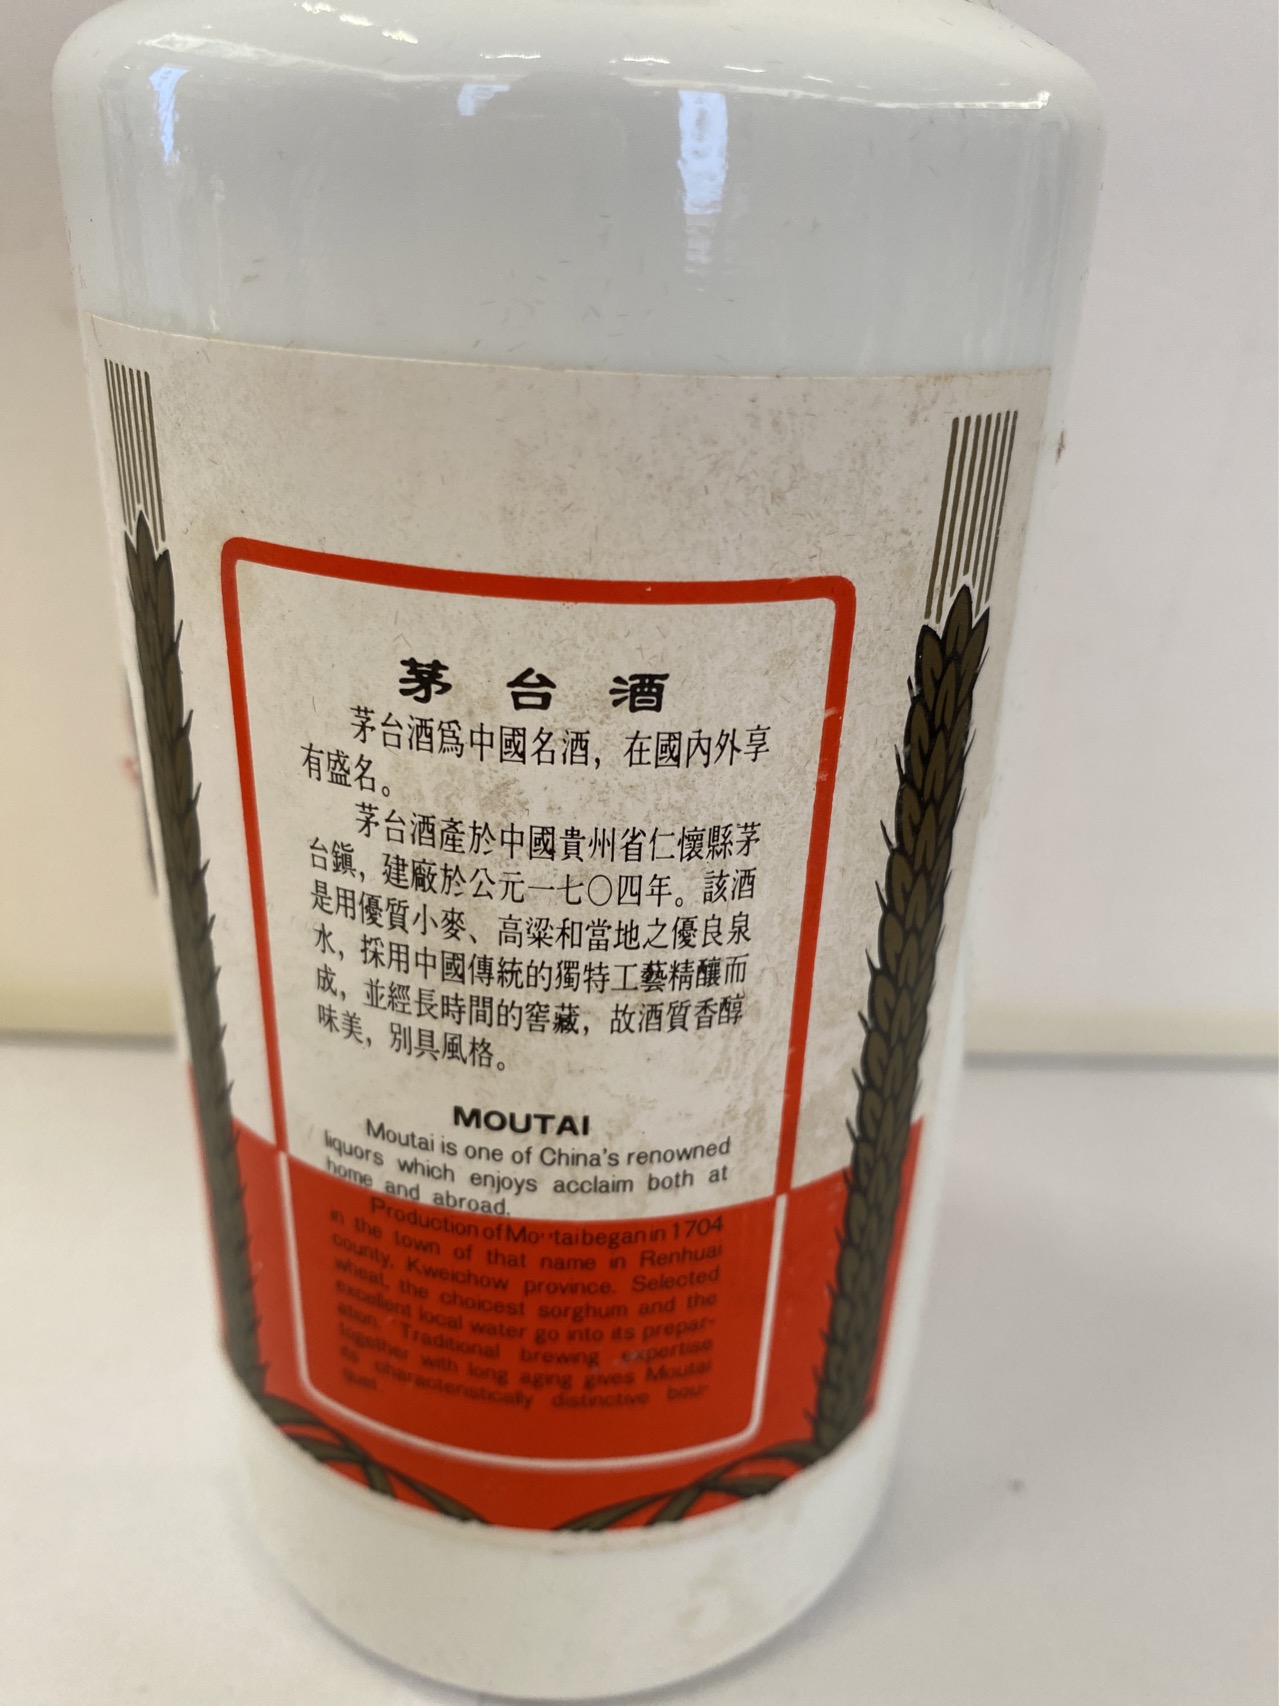 茅台酒
茅台酒爲中國名酒，在國內外享
有盛名。
茅台酒產於中國貴州省仁懷縣茅
台鎮，建廠於公元一七〇四年。該酒
是用優質小麥、高粱和當地之優良泉
水，採用中國傳統的獨特工藝精釀而
成，並經長時間的窖藏，故酒質香醇
味美，別具風格。
MOUTAI
Moutai is one of China's renowned
liquors which enjoys acclaim both at
home and abroad.
Production of Moutai began in 1704
in the town of that name in Renhuai
county, Kweichow province. Selected
wheat, the choicest sorghum and the
excellent local water go into its prepar-
ation. Traditional brewing expertise
together with long aging gives Moutai
its characteristically distinctive bou-
quet.